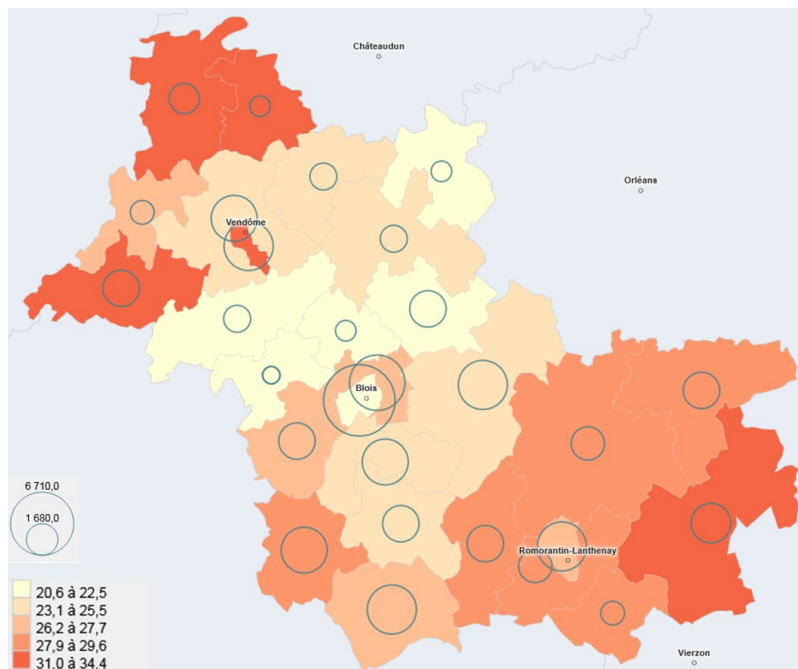 Châteaudun
Orléans
Vendôme
Blois
6 710,0
1 680,0
Romorantin-Lanthenay
Vierzon
20,6 à 22,5
23,1 à 25,5
26,2 à 27,7
27,9 à 29,6
31,0 à 34,4